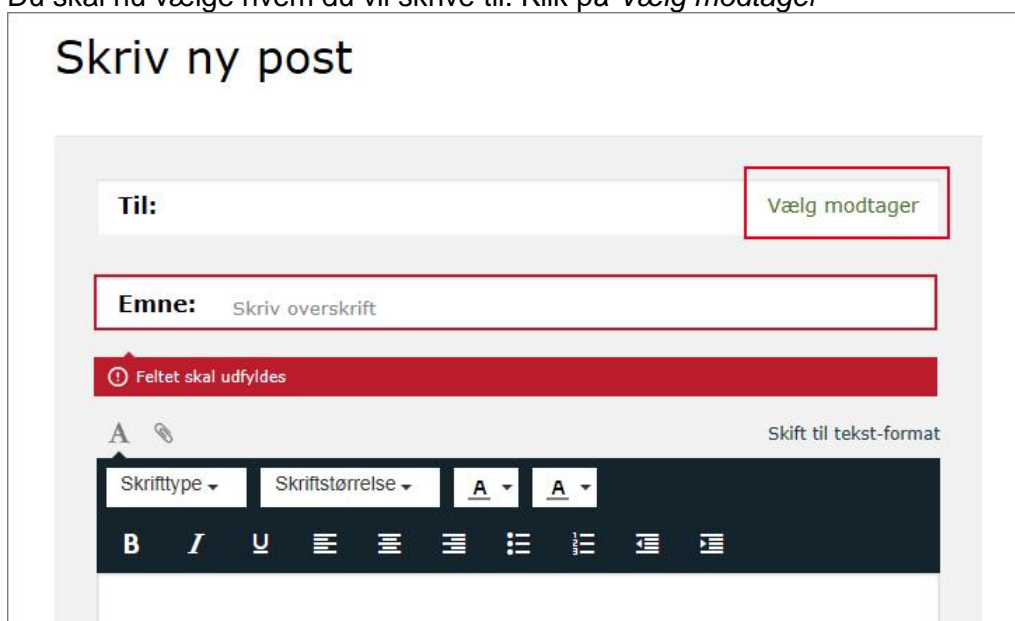 Du skal nu vælge hvem du vil skrive til. Klik på Vælg modtager
Skriv ny post
Til: Vælg modtager
Emne: Skriv overskrift
Feltet skal udfyldes
A Skift til tekst-format
Skrifttype Skriftstørrelse A A
B I U